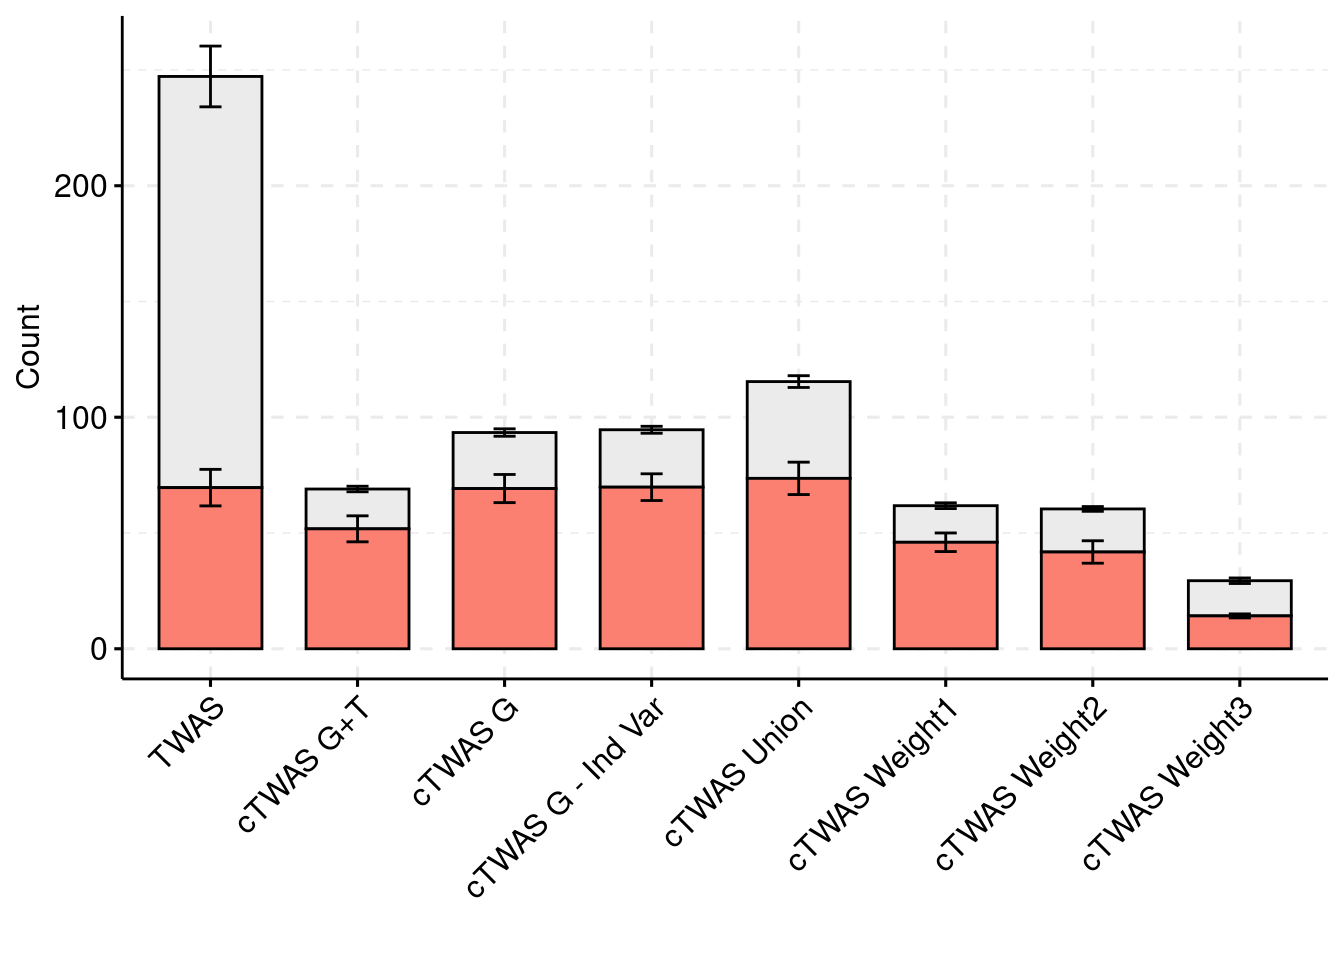 Count
200
100
0
TWAS
cTWAS G+T
cTWAS G
cTWAS G - Ind Var
cTWAS Union
cTWAS Weight1
cTWAS Weight2
cTWAS Weight3